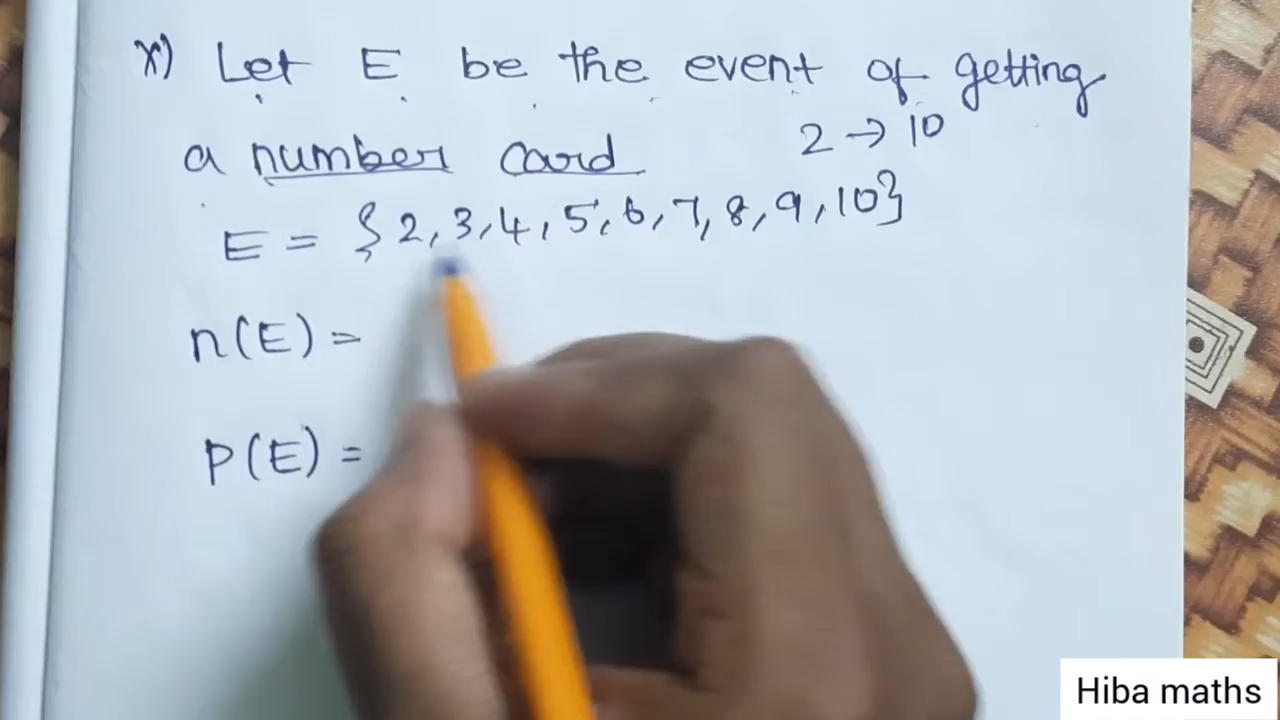 x) Let E be the event of getting
a number card 2 → 10
E = {2,3,4,5,6,7,8,9,10}
n(E) =
P(E) =
Hiba maths